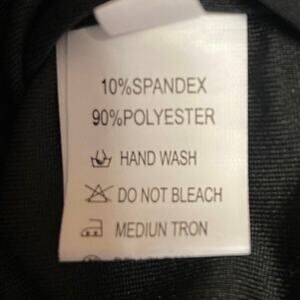 10%SPANDEX
90%POLYESTER
HAND WASH
DO NOT BLEACH
MEDIUN TRON